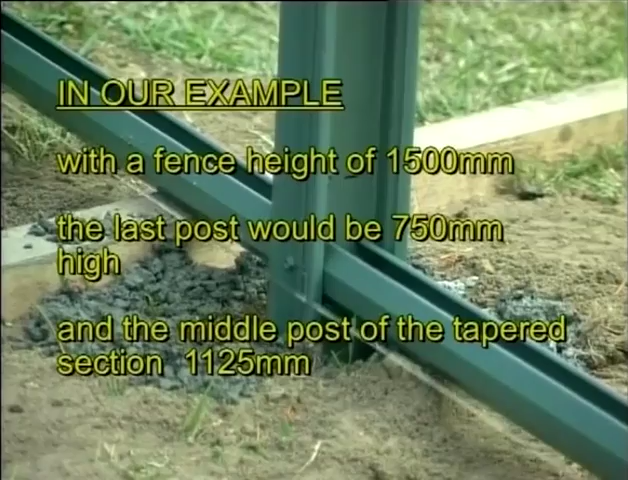 IN OUR EXAMPLE
with a fence height of 1500mm
the last post would be 750mm
high
and the middle post of the tapered
section 1125mm